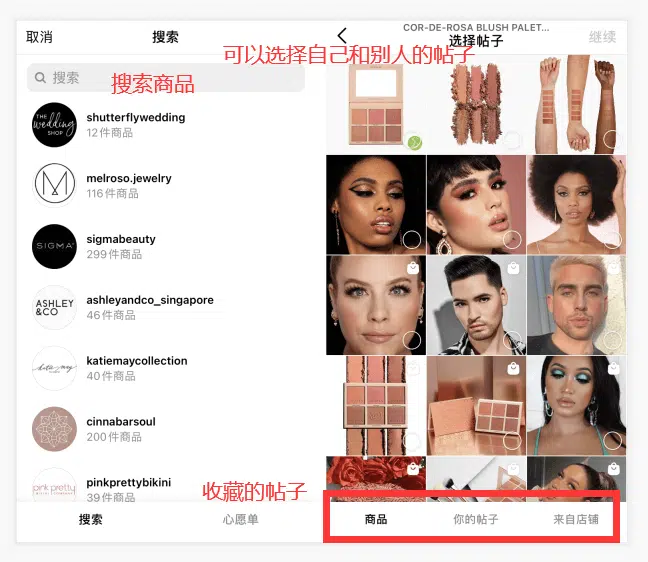 取消
搜索
搜索
搜索商品
THE
wedding
SHOP
shutterflywedding
12件商品
melroso.jewelry
116件商品
SIGMA
sigmabeauty
299件商品
ASHLEY
&CO
ashleyandco_singapore
46件商品
katiemaycollection
40件商品
cinnabarsoul
200件商品
pink pretty
pinkprettybikini
39件商品
收藏的帖子
搜索
心愿单
COR-DE-ROSA BLUSH PALET...
选择帖子
继续
可以选择自己和别人的帖子
商品
你的帖子
来自店铺